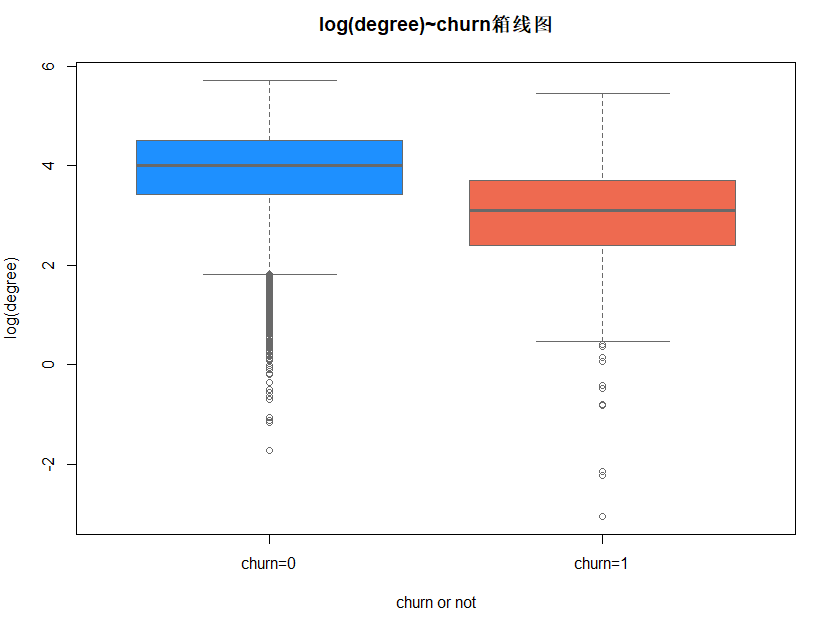 log(degree)~churn箱线图
log(degree)
6
4
2
0
-2
churn=0 churn=1
churn or not